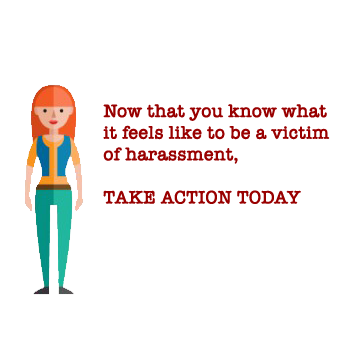 Now that you know what
it feels like to be a victim
of harassment,
TAKE ACTION TODAY